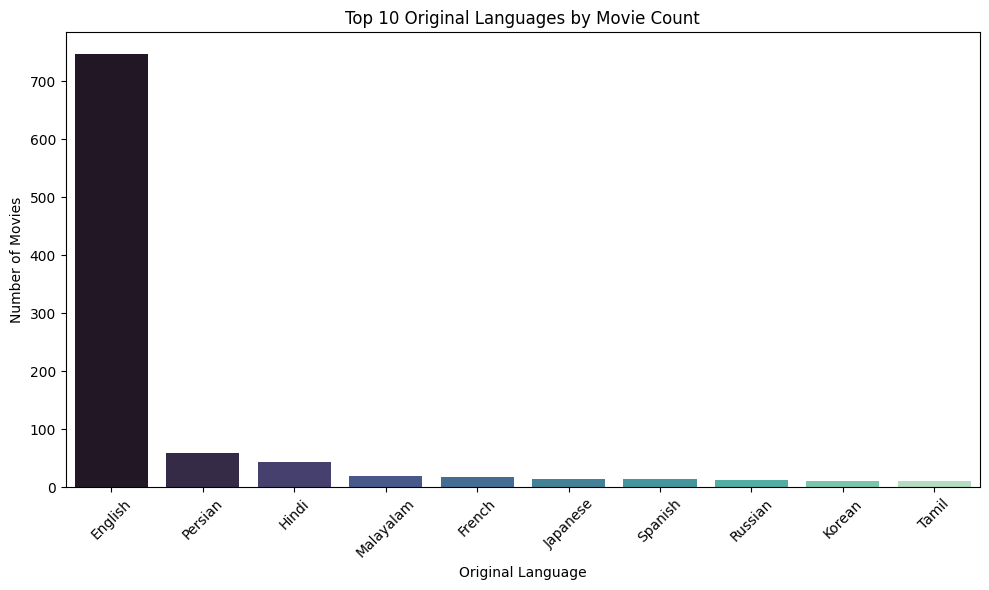 Top 10 Original Languages by Movie Count
Number of Movies
700
600
500
400
300
200
100
0
English
Persian
Hindi
Malayalam
French
Japanese
Spanish
Russian
Korean
Tamil
Original Language